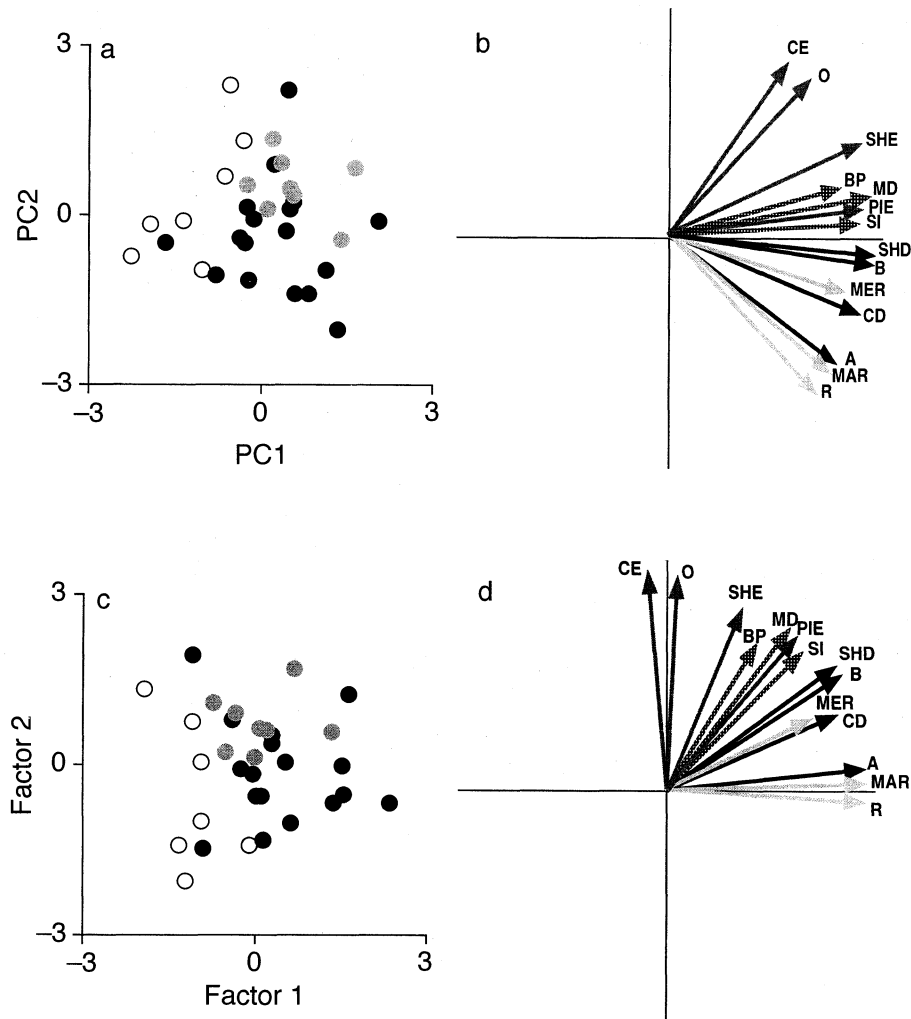 3
a
PC2
0
−3
−3
0
3
PC1
b
CE
O
SHE
BP
MD
PIE
SI
SHD
B
MER
CD
A
MAR
R
3
c
Factor 2
0
−3
−3
0
3
Factor 1
d
CE
O
SHE
MD
PIE
BP
SI
SHD
B
MER
CD
A
MAR
R